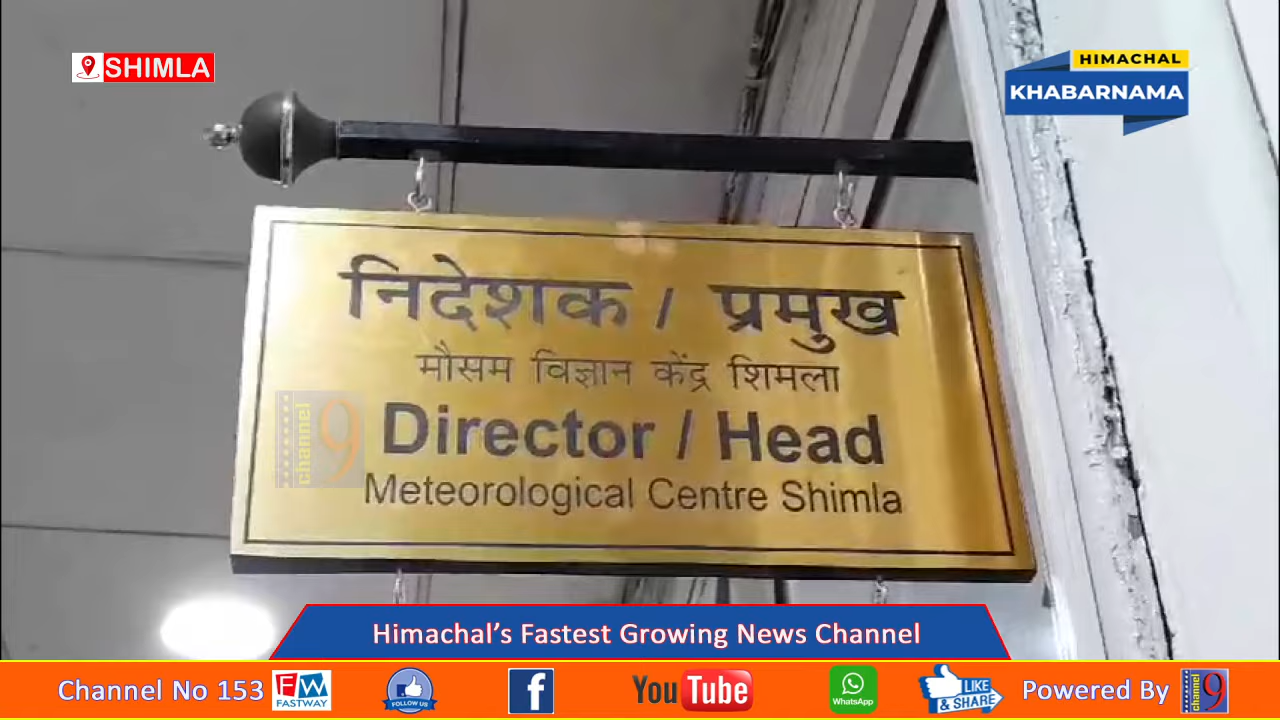 SHIMLA
HIMACHAL
KHABARNAMA
निदेशक / प्रमुख
मौसम विज्ञान केंद्र शिमला
Director / Head
Meteorological Centre Shimla
channel 9
Himachal’s Fastest Growing News Channel
Channel No 153 FW FASTWAY FOLLOW US f YouTube WhatsApp LIKE & SHARE Powered By channel 9